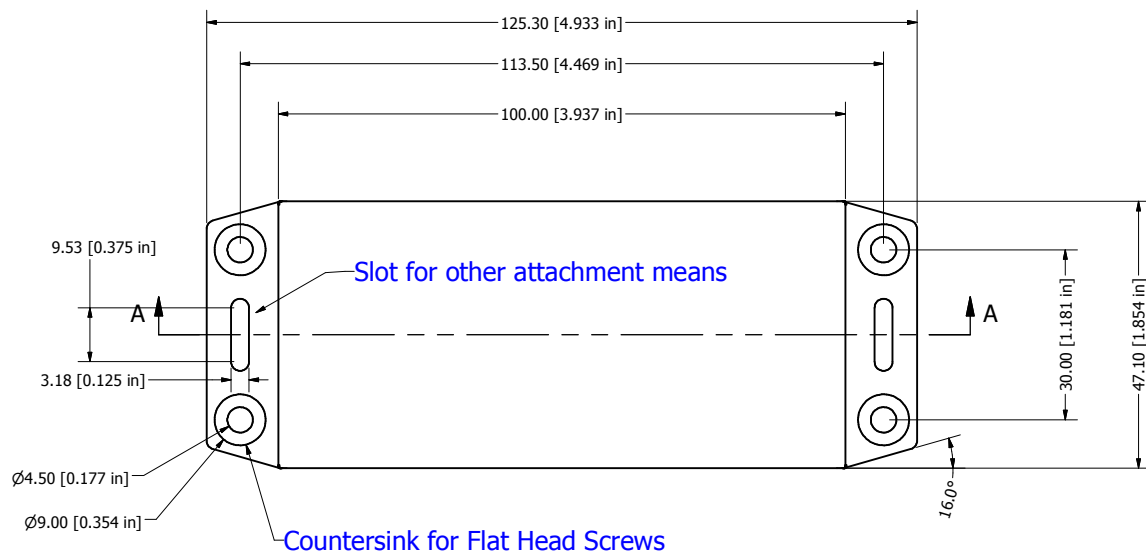 125.30 [4.933 in]
113.50 [4.469 in]
100.00 [3.937 in]
9.53 [0.375 in]
Slot for other attachment means
A
A
3.18 [0.125 in]
30.00 [1.181 in]
47.10 [1.854 in]
Ø4.50 [0.177 in]
16.0°
Ø9.00 [0.354 in]
Countersink for Flat Head Screws